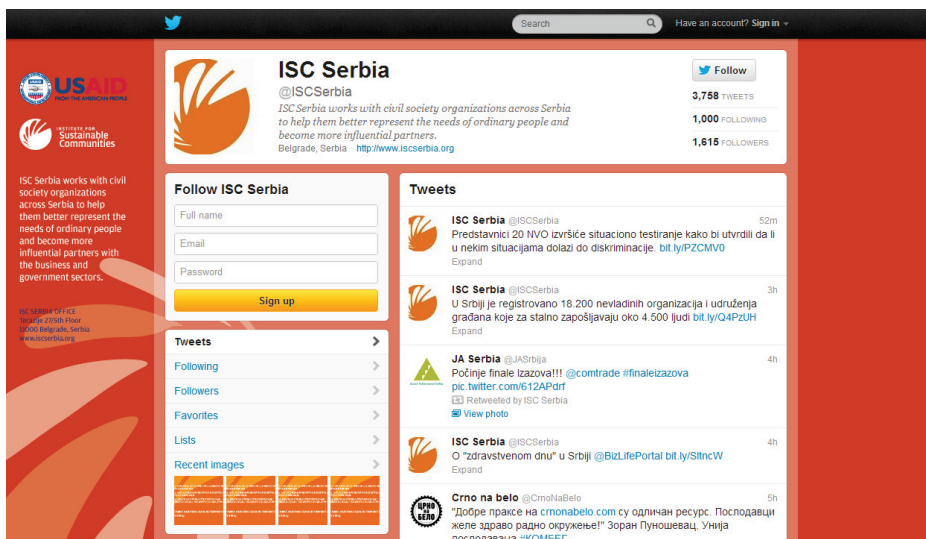 Search
Have an account? Sign in
USAID
FROM THE AMERICAN PEOPLE
INSTITUTE FOR
Sustainable
Communities
ISC Serbia works with civil
society organizations
across Serbia to help
them better represent the
needs of ordinary people
and become more
influential partners with
the business and
government sectors.
ISC SERBIA OFFICE
Terazije 27/5th Floor
11000 Belgrade, Serbia
www.iscserbia.org
ISC Serbia
@ISCSerbia
ISC Serbia works with civil society organizations across Serbia
to help them better represent the needs of ordinary people and
become more influential partners.
Belgrade, Serbia · http://www.iscserbia.org
Follow
3,758 TWEETS
1,000 FOLLOWING
1,615 FOLLOWERS
Follow ISC Serbia
Full name
Email
Password
Sign up
Tweets
Following
Followers
Favorites
Lists
Recent images
Tweets
ISC Serbia @ISCSerbia 52m
Predstavnici 20 NVO izvršiće situaciono testiranje kako bi utvrdili da li
u nekim situacijama dolazi do diskriminacije. bit.ly/PZCMV0
Expand
ISC Serbia @ISCSerbia 3h
U Srbiji je registrovano 18.200 nevladinih organizacija i udruženja
građana koje za stalno zapošljavaju oko 4.500 ljudi bit.ly/Q4PzUH
Expand
JA Serbia @JASrbija 4h
Počinje finale Izazova!!! @comtrade #finaleizazova
pic.twitter.com/612APdrf
Retweeted by ISC Serbia
View photo
ISC Serbia @ISCSerbia 4h
O "zdravstvenom dnu" u Srbiji @BizLifePortal bit.ly/SltncW
Expand
ЦРНО
НА
БЕЛО
Crno na belo @CrnoNaBelo 5h
"Добре праксе на crnonabelo.com су одличан ресурс. Послодавци
желе здраво радно окружење!" Зоран Пуношевац, Унија
послодаваца #КОМБЕГ